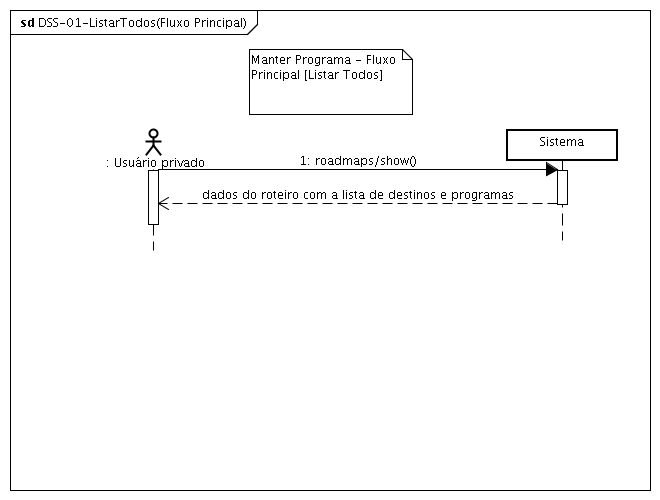 sd DSS-01-ListarTodos(Fluxo Principal)
Manter Programa - Fluxo
Principal [Listar Todos]
: Usuário privado
Sistema
1: roadmaps/show()
dados do roteiro com a lista de destinos e programas